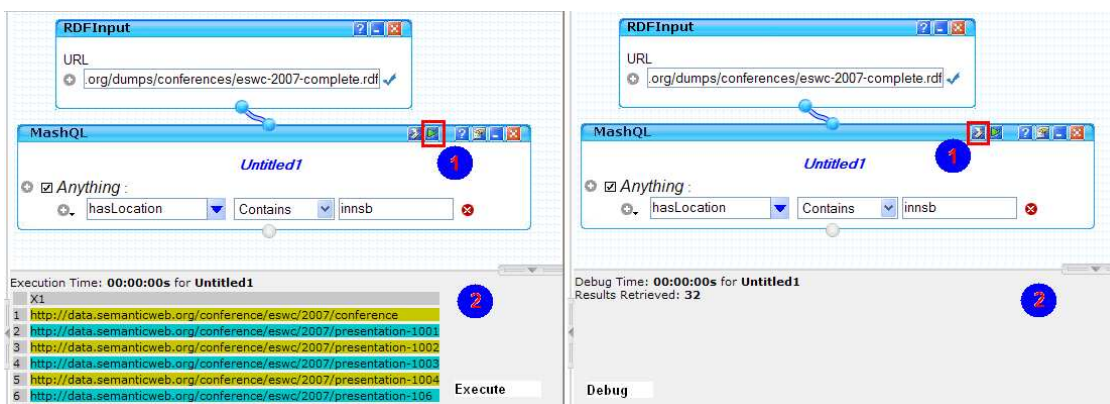 RDFInput
URL
.org/dumps/conferences/eswc-2007-complete.rdf
MashQL
1
Untitled1
Anything :
hasLocation Contains innsb
Execution Time: 00:00:00s for Untitled1
2
X1
1 http://data.semanticweb.org/conference/eswc/2007/conference
2 http://data.semanticweb.org/conference/eswc/2007/presentation-1001
3 http://data.semanticweb.org/conference/eswc/2007/presentation-1002
4 http://data.semanticweb.org/conference/eswc/2007/presentation-1003
5 http://data.semanticweb.org/conference/eswc/2007/presentation-1004
6 http://data.semanticweb.org/conference/eswc/2007/presentation-106
Execute
RDFInput
URL
.org/dumps/conferences/eswc-2007-complete.rdf
MashQL
1
Untitled1
Anything :
hasLocation Contains innsb
Debug Time: 00:00:00s for Untitled1
Results Retrieved: 32
2
Debug